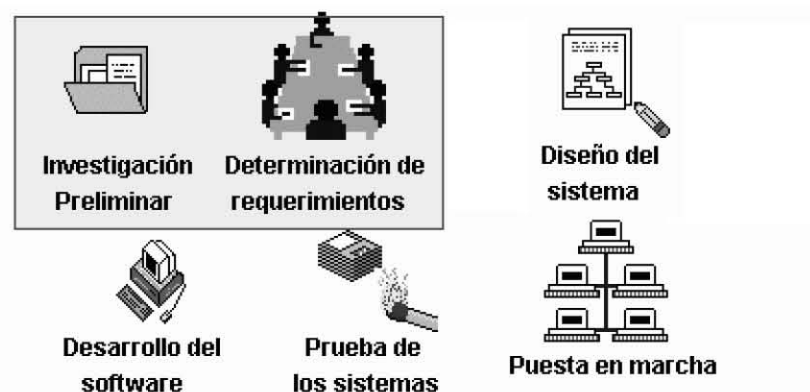 Investigación
Preliminar
Determinación de
requerimientos
Diseño del
sistema
Desarrollo del
software
Prueba de
los sistemas
Puesta en marcha